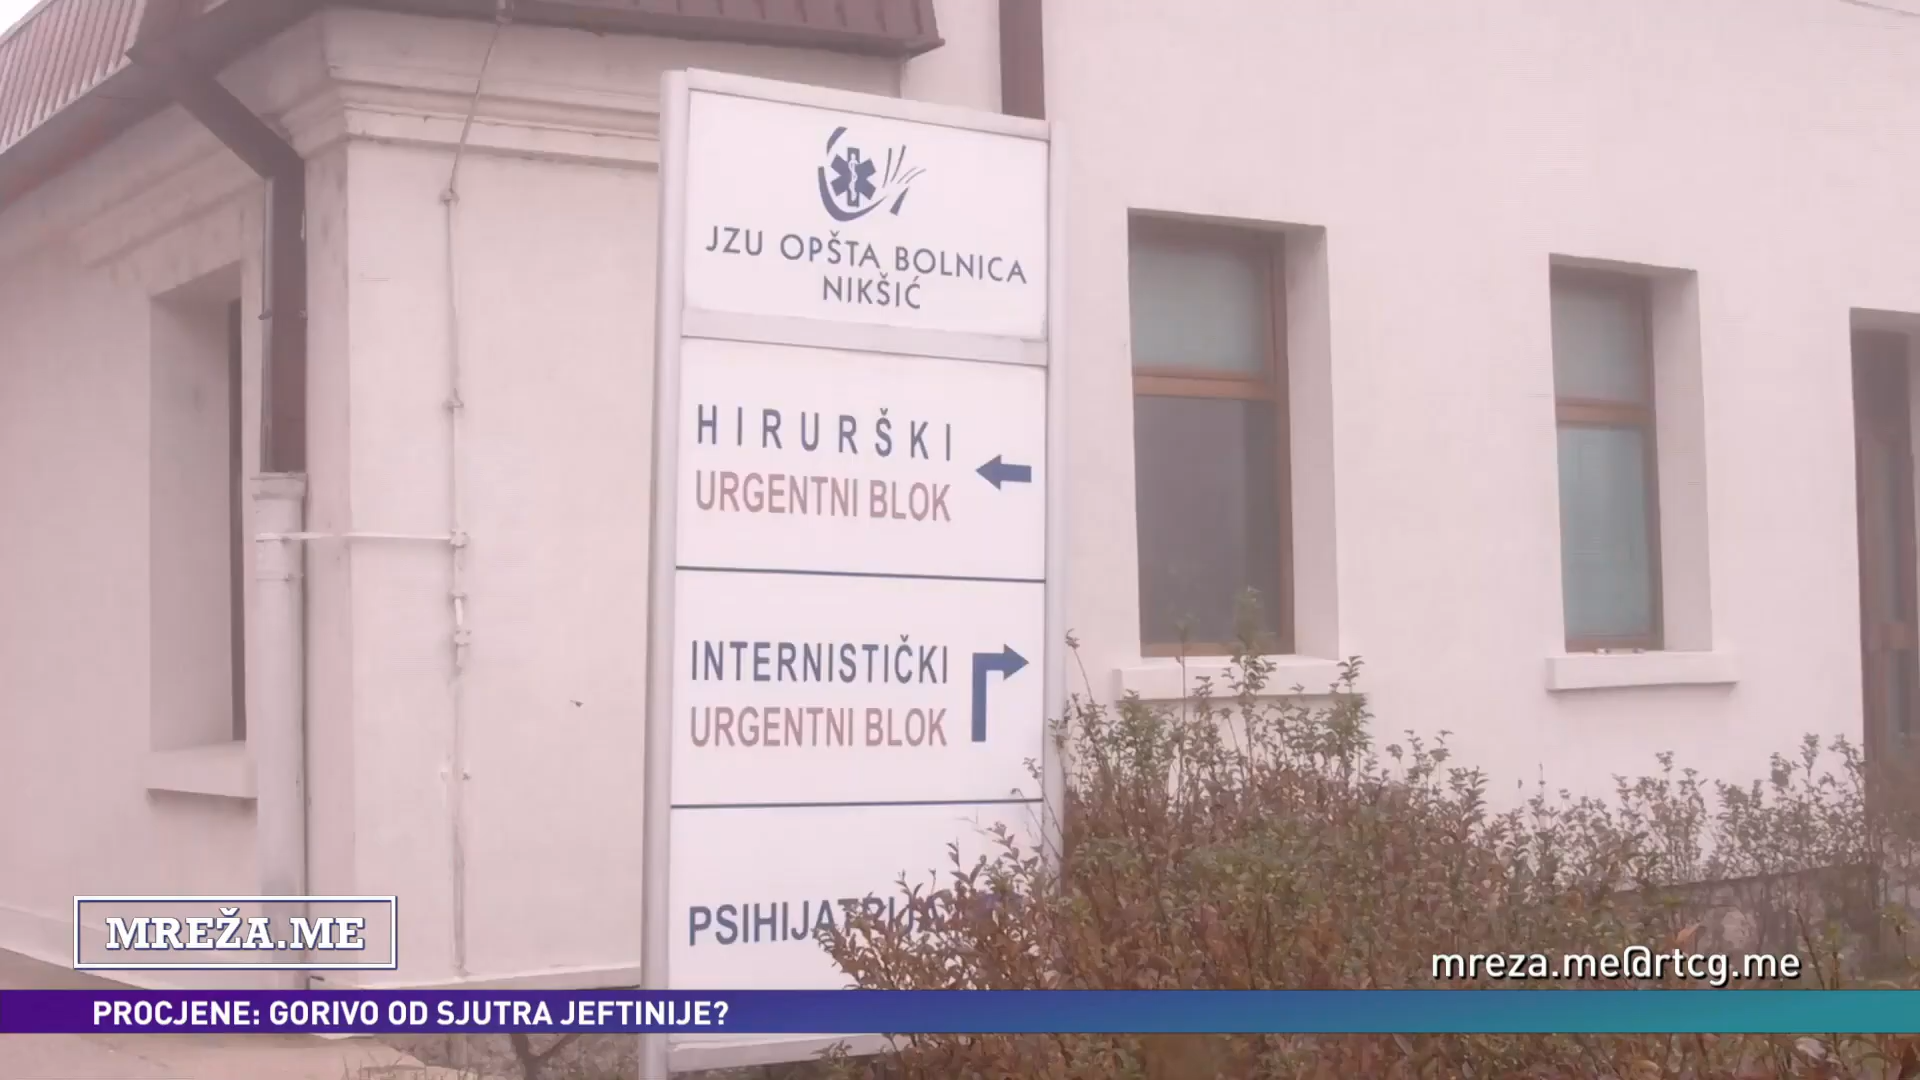 JZU OPŠTA BOLNICA
NIKŠIĆ
HIRURŠKI
URGENTNI BLOK
INTERNISTIČKI
URGENTNI BLOK
PSIHIJATRIJA
MREŽA.ME
mreza.me@rtcg.me
PROCJENE: GORIVO OD SJUTRA JEFTINIJE?